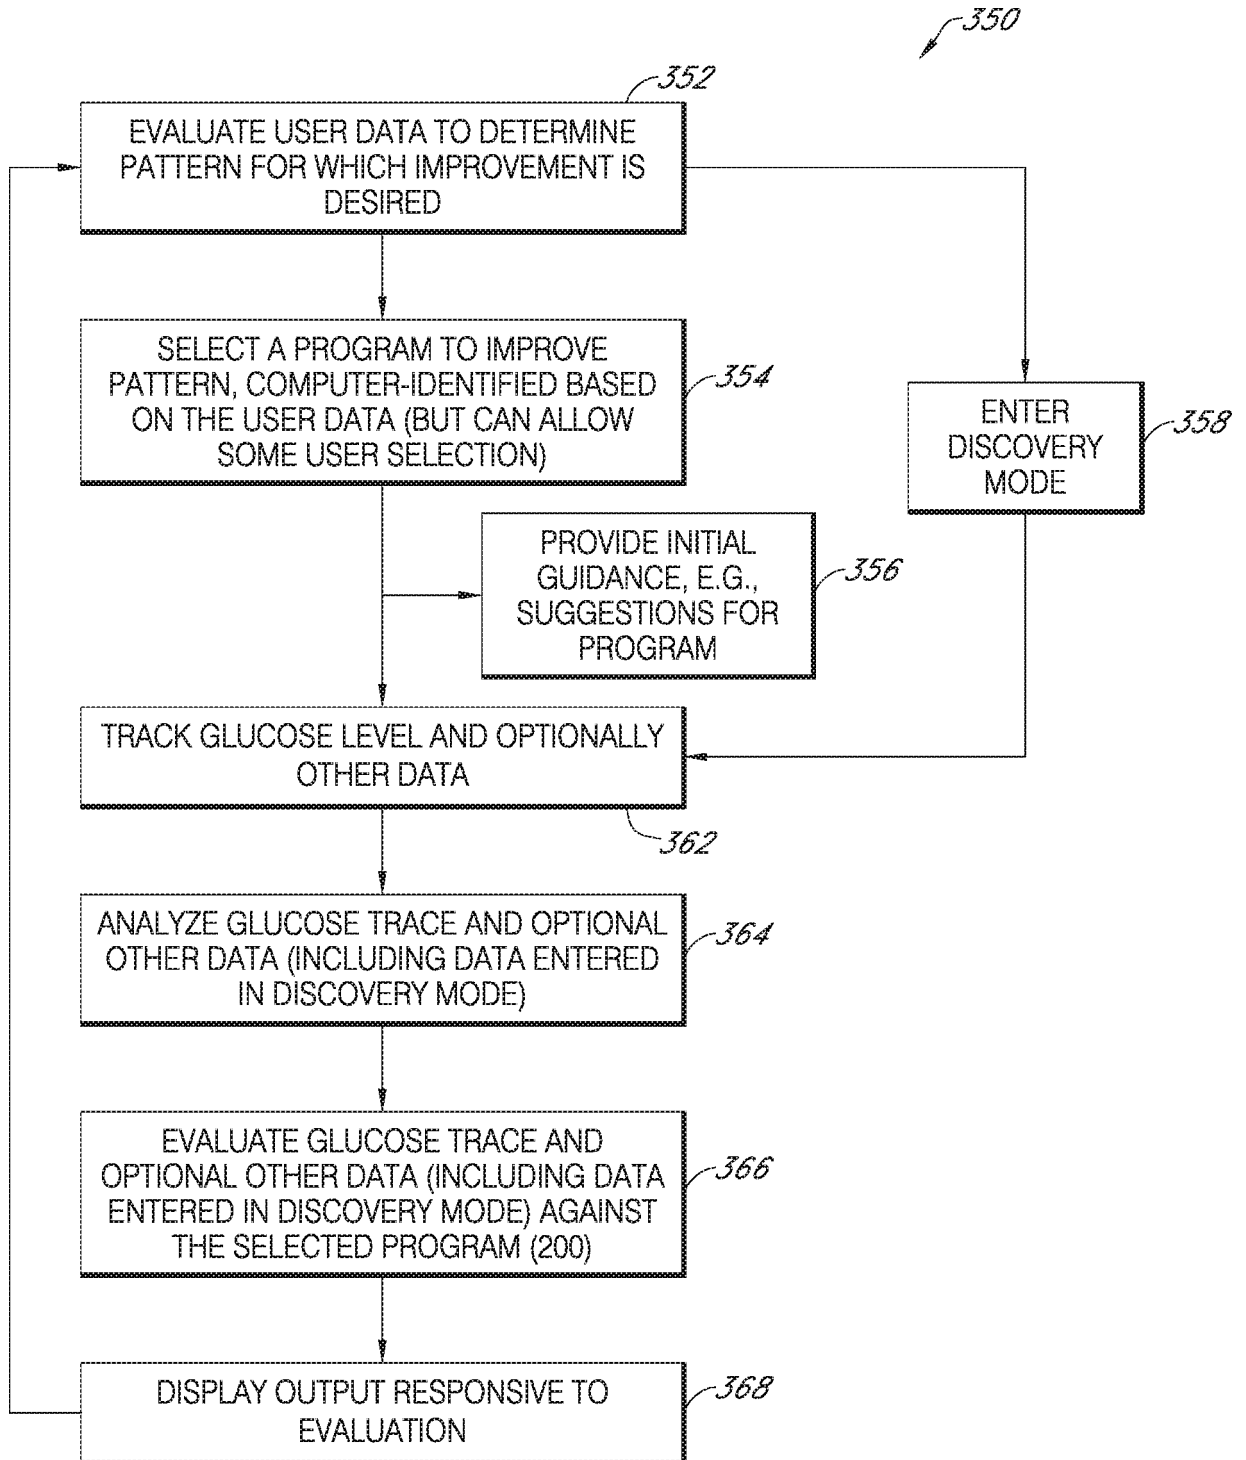 350
352
EVALUATE USER DATA TO DETERMINE
PATTERN FOR WHICH IMPROVEMENT IS
DESIRED
SELECT A PROGRAM TO IMPROVE
PATTERN, COMPUTER-IDENTIFIED BASED
ON THE USER DATA (BUT CAN ALLOW
SOME USER SELECTION)
354
ENTER
DISCOVERY
MODE
358
PROVIDE INITIAL
GUIDANCE, E.G.,
SUGGESTIONS FOR
PROGRAM
356
TRACK GLUCOSE LEVEL AND OPTIONALLY
OTHER DATA
362
ANALYZE GLUCOSE TRACE AND OPTIONAL
OTHER DATA (INCLUDING DATA ENTERED
IN DISCOVERY MODE)
364
EVALUATE GLUCOSE TRACE AND
OPTIONAL OTHER DATA (INCLUDING DATA
ENTERED IN DISCOVERY MODE) AGAINST
THE SELECTED PROGRAM (200)
366
DISPLAY OUTPUT RESPONSIVE TO
EVALUATION
368